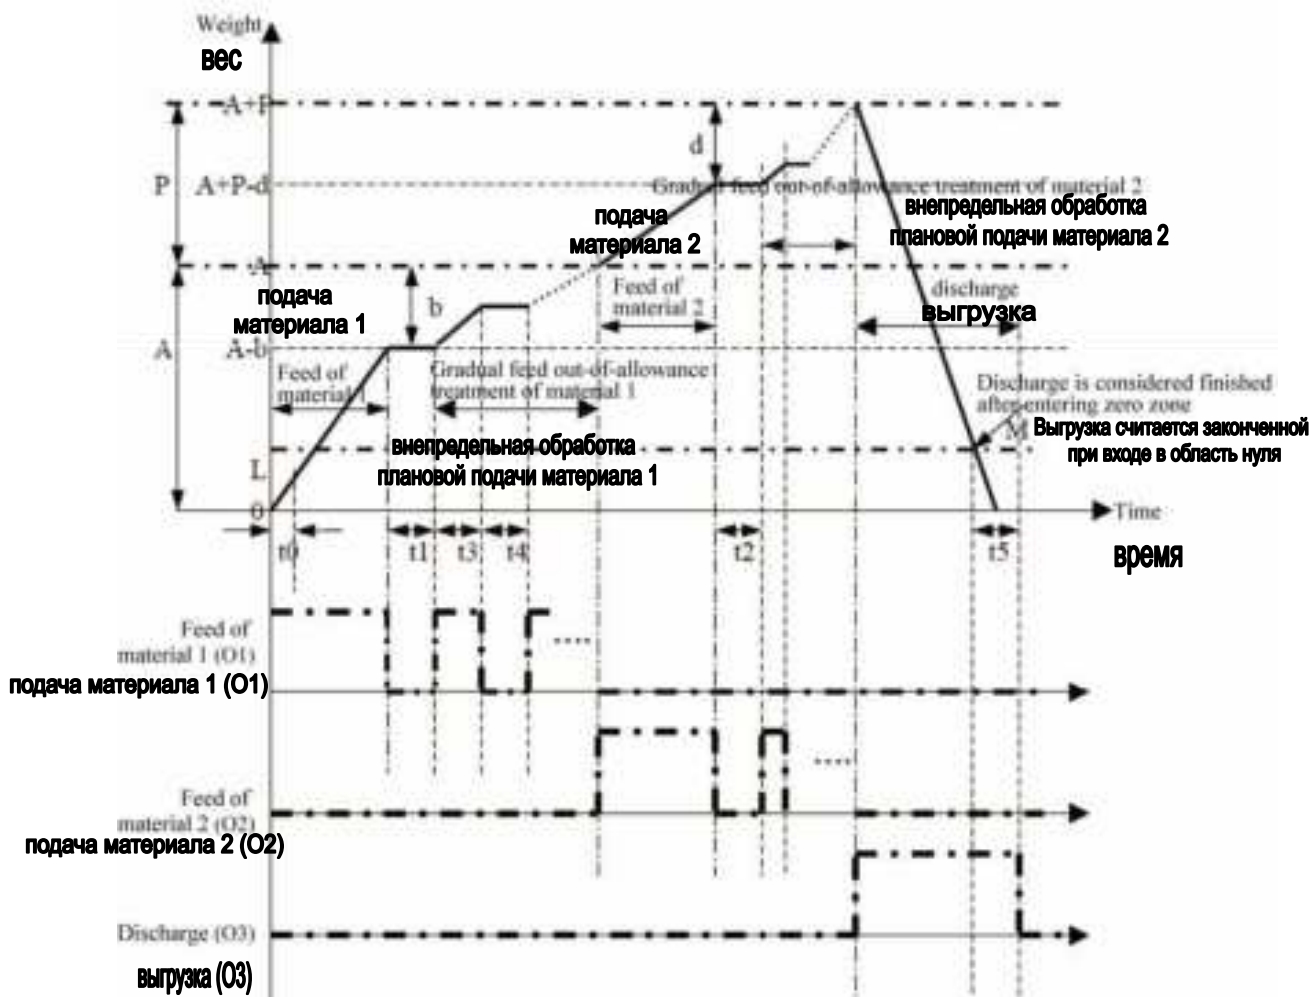 Weight
вес
A+P
d
P
A+P-d
Gradual feed out-of-allowance treatment of material 2
внепредельная обработка
плановой подачи материала 2
подача
материала 2
A
Feed of
material 2
discharge
выгрузка
подача
материала 1
b
A
A-b
Feed of
material 1
Gradual feed out-of-allowance
treatment of material 1
Discharge is considered finished
after entering zero zone
M
Выгрузка считается законченной
при входе в область нуля
внепредельная обработка
плановой подачи материала 1
L
0
Time
время
t0
t1
t3
t4
t2
t5
Feed of
material 1 (O1)
подача материала 1 (О1)
Feed of
material 2 (O2)
подача материала 2 (О2)
Discharge (O3)
выгрузка (О3)